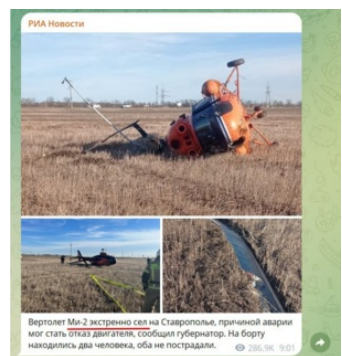 РИА Новости
Вертолет Ми-2 экстренно сел на Ставрополье, причиной аварии
мог стать отказ двигателя, сообщил губернатор. На борту
находились два человека, оба не пострадали.
286.9K 9:01